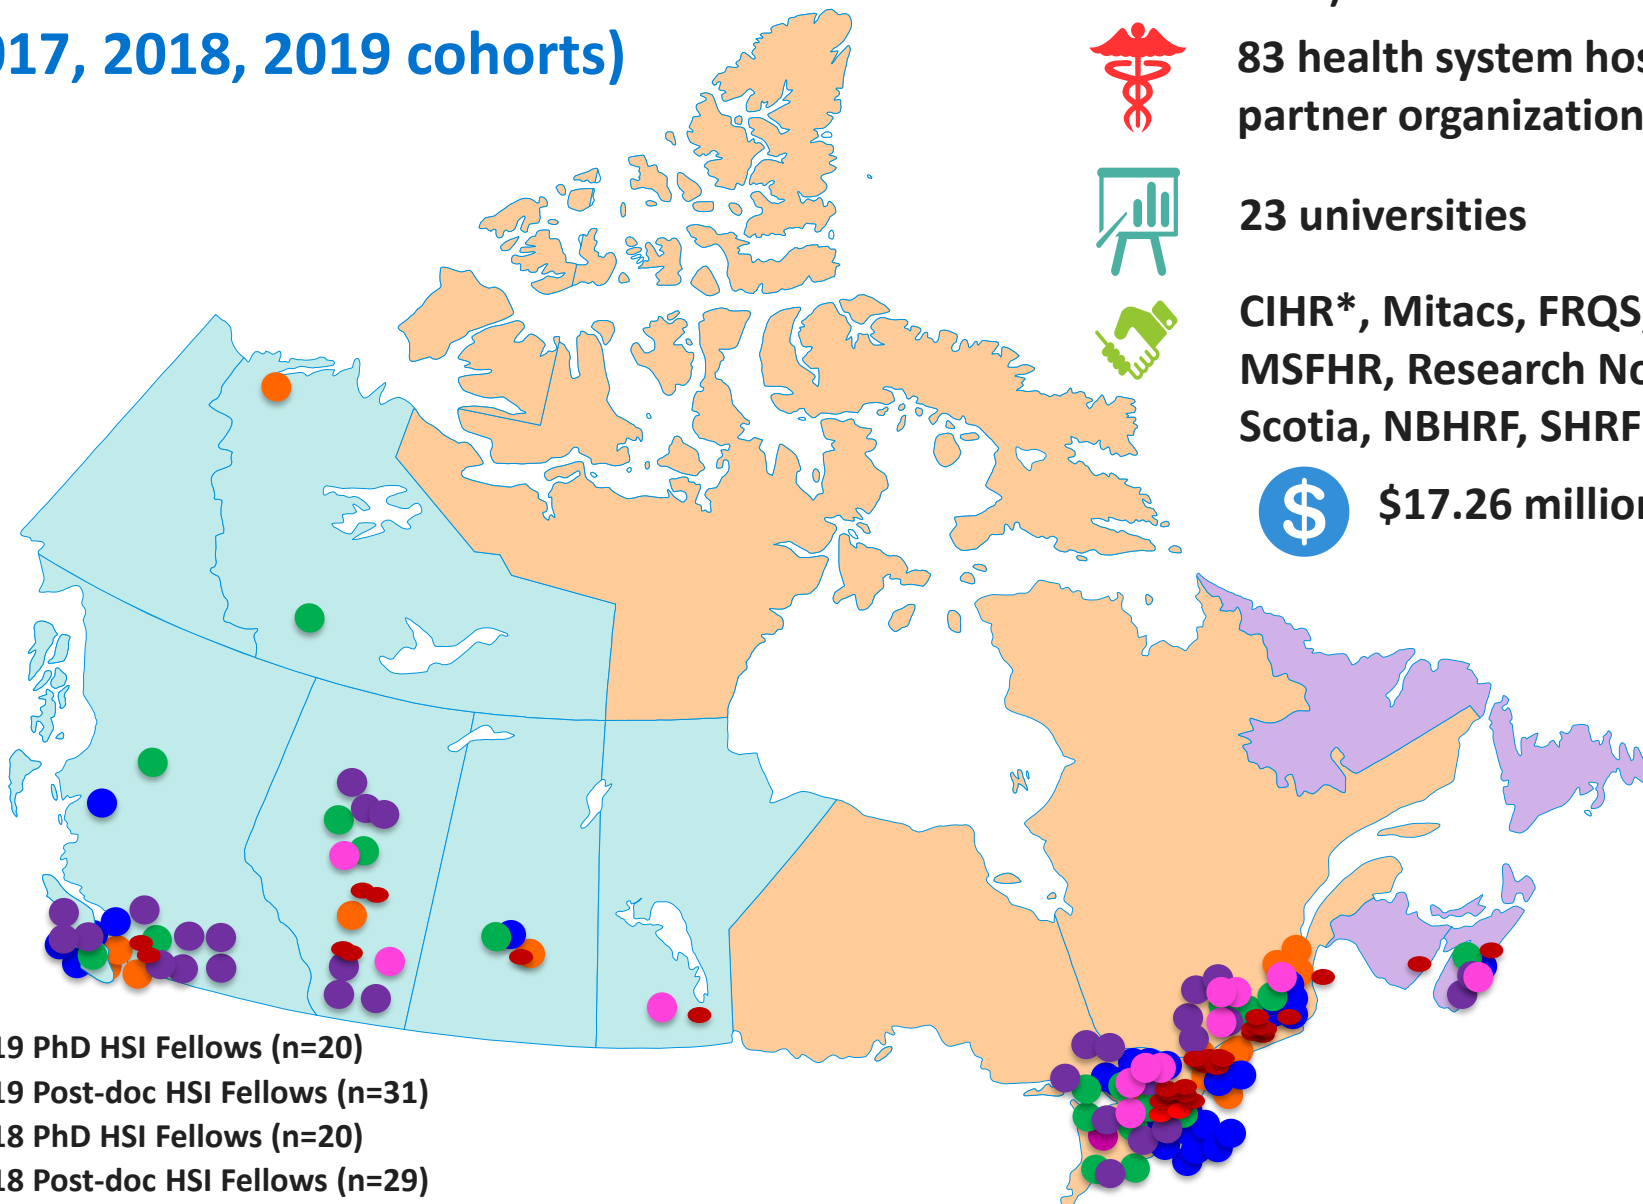 017, 2018, 2019 cohorts)
83 health system hos
partner organization
23 universities
CIHR*, Mitacs, FRQS,
MSFHR, Research No
Scotia, NBHRF, SHRF
$
$17.26 million
19 PhD HSI Fellows (n=20)
19 Post-doc HSI Fellows (n=31)
18 PhD HSI Fellows (n=20)
18 Post-doc HSI Fellows (n=29)